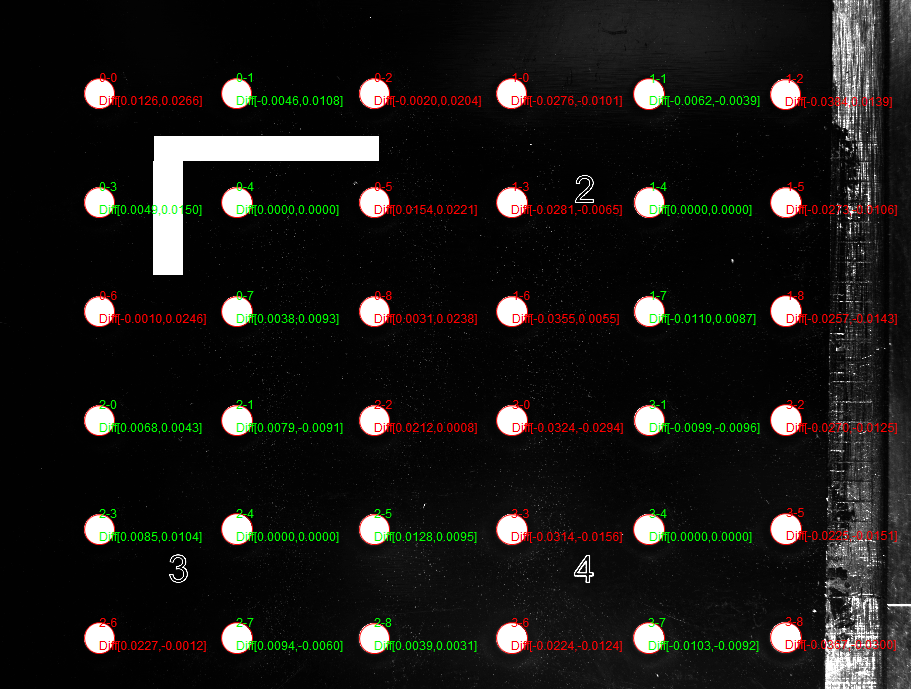 0-0 0-1 0-2 1-0 1-1 1-2
Diff[0.0126,0.0266] Diff[-0.0046,0.0108] Diff[-0.0020,0.0204] Diff[-0.0276,-0.0101] Diff[-0.0062,-0.0039]
2
0-3 0-4 0-5 1-3 1-4 1-5
Diff[0.0049,0.0150] Diff[0.0000,0.0000] Diff[0.0154,0.0221] Diff[-0.0281,-0.0065] Diff[0.0000,0.0000]
0-6 0-7 0-8 1-6 1-7 1-8
Diff[-0.0010,0.0246] Diff[0.0038,0.0093] Diff[0.0031,0.0238] Diff[-0.0355,0.0055] Diff[-0.0110,0.0087] Diff[-0.0257,-0.0143]
2-0 2-1 2-2 3-0 3-1 3-2
Diff[0.0068,0.0043] Diff[0.0079,-0.0091] Diff[0.0212,0.0008] Diff[-0.0324,-0.0294] Diff[-0.0099,-0.0096]
2-3 2-4 2-5 3-3 3-4 3-5
Diff[0.0085,0.0104] Diff[0.0000,0.0000] Diff[0.0128,0.0095] Diff[-0.0314,-0.0156] Diff[0.0000,0.0000]
3 4
2-6 2-7 2-8 3-6 3-7 3-8
Diff[0.0227,-0.0012] Diff[0.0094,-0.0060] Diff[0.0039,0.0031] Diff[-0.0224,-0.0124] Diff[-0.0103,-0.0092]